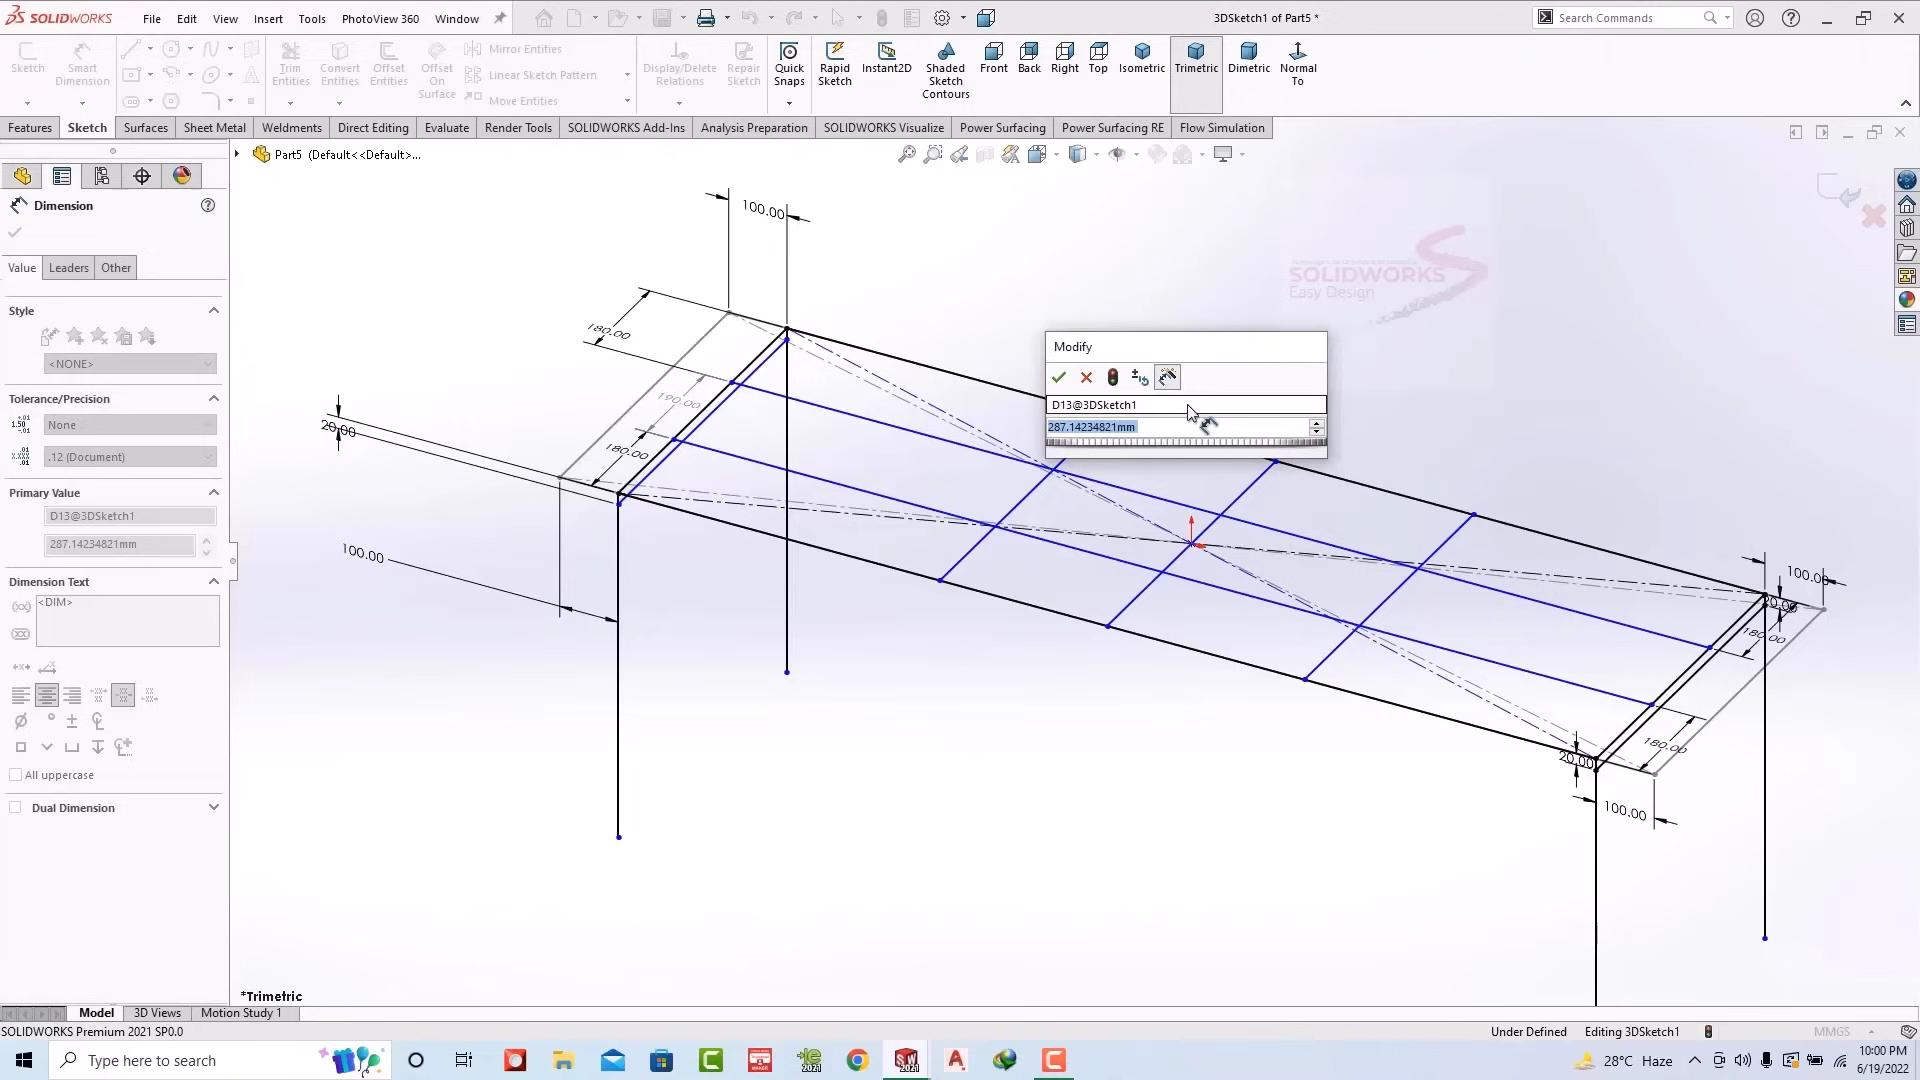 SOLIDWORKS File Edit View Insert Tools PhotoView 360 Window 3DSketch1 of Part5 * Search Commands
Sketch Smart Dimension Trim Entities Convert Entities Offset Entities Offset On Surface Mirror Entities Linear Sketch Pattern Move Entities Display/Delete Relations Repair Sketch Quick Snaps Rapid Sketch Instant2D Shaded Sketch Contours Front Back Right Top Isometric Trimetric Dimetric Normal To
Features Sketch Surfaces Sheet Metal Weldments Direct Editing Evaluate Render Tools SOLIDWORKS Add-Ins Analysis Preparation SOLIDWORKS Visualize Power Surfacing Power Surfacing RE Flow Simulation
Part5 (Default<<Default>...
Dimension
Value Leaders Other
Style
<NONE>
Tolerance/Precision
None
.12 (Document)
Primary Value
D13@3DSketch1
287.14234821mm
Dimension Text
<DIM>
All uppercase
Dual Dimension
100.00
180.00
190.00
20.00
180.00
100.00
SOLIDWORKS
Easy Design
Modify
D13@3DSketch1
287.14234821mm
100.00
20.00
180.00
180.00
20.00
100.00
*Trimetric
Model 3D Views Motion Study 1
SOLIDWORKS Premium 2021 SP0.0 Under Defined Editing 3DSketch1 MMGS
Type here to search 28°C Haze 10:00 PM
6/19/2022